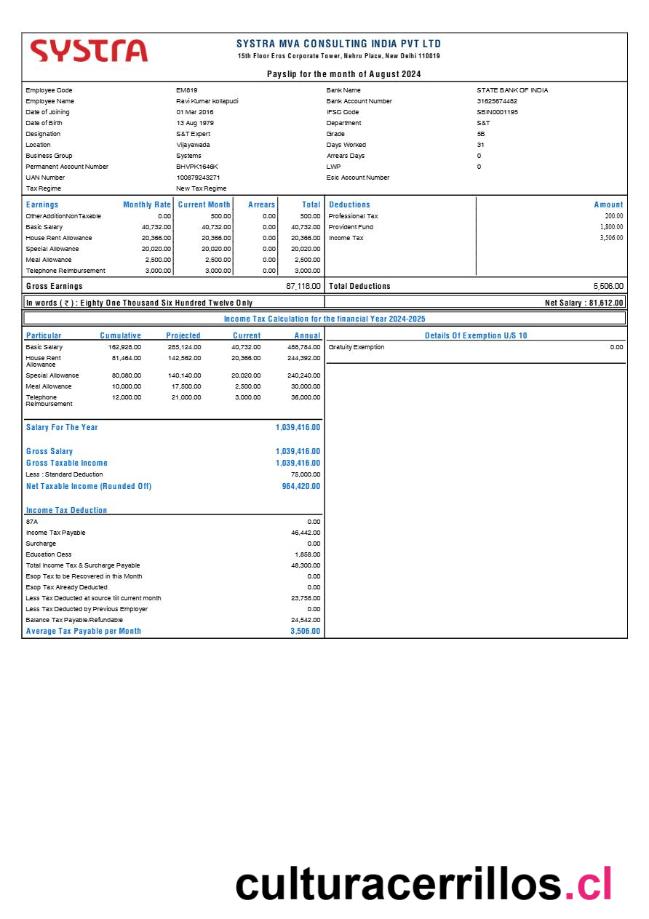 SYSTRA
SYSTRA MVA CONSULTING INDIA PVT LTD
15th Floor Eros Corporate Tower, Nehru Place, New Delhi 110019
Payslip for the month of August 2024
Employee Code EM819 Bank Name STATE BANK OF INDIA
Employee Name Ravi Kumar kollepudi Bank Account Number 31625674482
Date of Joining 01 Mar 2016 IFSC Code SBIN0001195
Date of Birth 13 Aug 1979 Department S&T
Designation S&T Expert Grade 5B
Location Vijayawada Days Worked 31
Business Group Systems Arrears Days 0
Permanent Account Number BHVPK1646K LWP 0
UAN Number 100879243271 Esic Account Number
Tax Regime New Tax Regime
Earnings Monthly Rate Current Month Arrears Total Deductions Amount
OtherAdditionNonTaxable 0.00 500.00 0.00 500.00 Professional Tax 200.00
Basic Salary 40,732.00 40,732.00 0.00 40,732.00 Provident Fund 1,800.00
House Rent Allowance 20,366.00 20,366.00 0.00 20,366.00 Income Tax 3,506.00
Special Allowance 20,020.00 20,020.00 0.00 20,020.00
Meal Allowance 2,500.00 2,500.00 0.00 2,500.00
Telephone Reimbursement 3,000.00 3,000.00 0.00 3,000.00
Gross Earnings 87,118.00 Total Deductions 5,506.00
In words ( ₹ ) : Eighty One Thousand Six Hundred Twelve Only Net Salary : 81,612.00
Income Tax Calculation for the financial Year 2024-2025
Particular Cumulative Projected Current Annual Details Of Exemption U/S 10
Basic Salary 162,928.00 285,124.00 40,732.00 488,784.00 Gratuity Exemption 0.00
House Rent 81,464.00 142,562.00 20,366.00 244,392.00
Allowance
Special Allowance 80,080.00 140,140.00 20,020.00 240,240.00
Meal Allowance 10,000.00 17,500.00 2,500.00 30,000.00
Telephone 12,000.00 21,000.00 3,000.00 36,000.00
Reimbursement
Salary For The Year 1,039,416.00
Gross Salary 1,039,416.00
Gross Taxable Income 1,039,416.00
Less : Standard Deduction 75,000.00
Net Taxable Income (Rounded Off) 964,420.00
Income Tax Deduction
87A 0.00
Income Tax Payable 46,442.00
Surcharge 0.00
Education Cess 1,858.00
Total Income Tax & Surcharge Payable 48,300.00
Esop Tax to be Recovered in this Month 0.00
Esop Tax Already Deducted 0.00
Less Tax Deducted at source till current month 23,758.00
Less Tax Deducted by Previous Employer 0.00
Balance Tax Payable/Refundable 24,542.00
Average Tax Payable per Month 3,506.00
culturacerrillos.cl